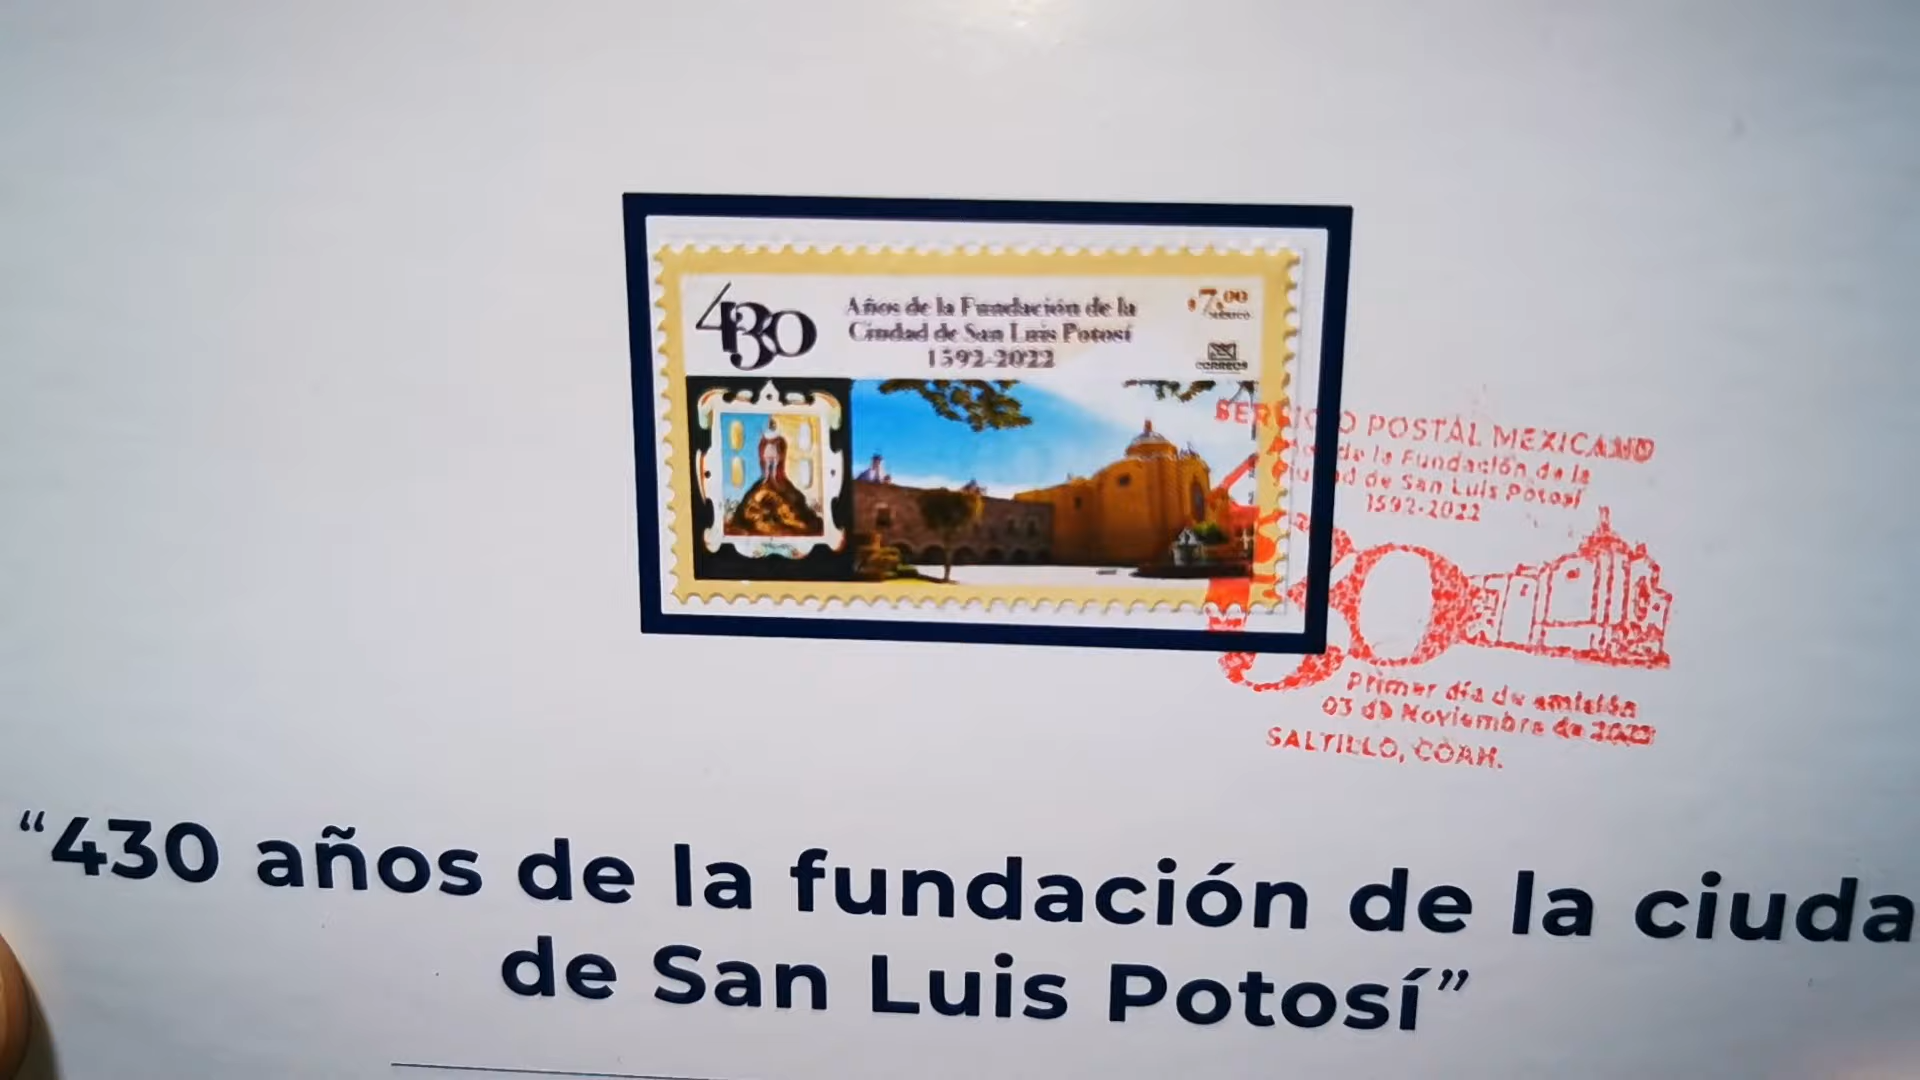 430
Años de la Fundación de la
Ciudad de San Luis Potosí
1592-2022
$7.00
MÉXICO
CORREOS
SERVICIO POSTAL MEXICANO
de la Fundación de la
de San Luis Potosí
1592-2022
30
Primer día de emisión
03 de Noviembre de 2022
SALTILLO, COAH.
“430 años de la fundación de la ciuda
de San Luis Potosí”